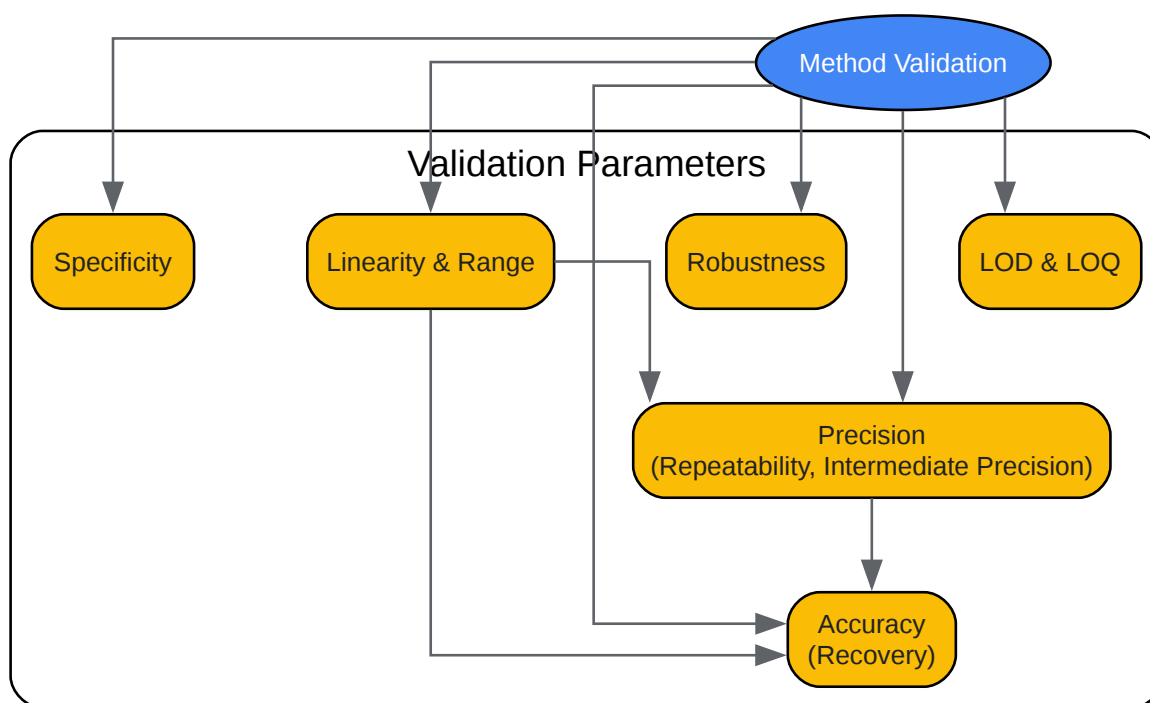 Method Validation
Validation Parameters
Specificity
Linearity & Range
Robustness
LOD & LOQ
Precision
(Repeatability, Intermediate Precision)
Accuracy
(Recovery)